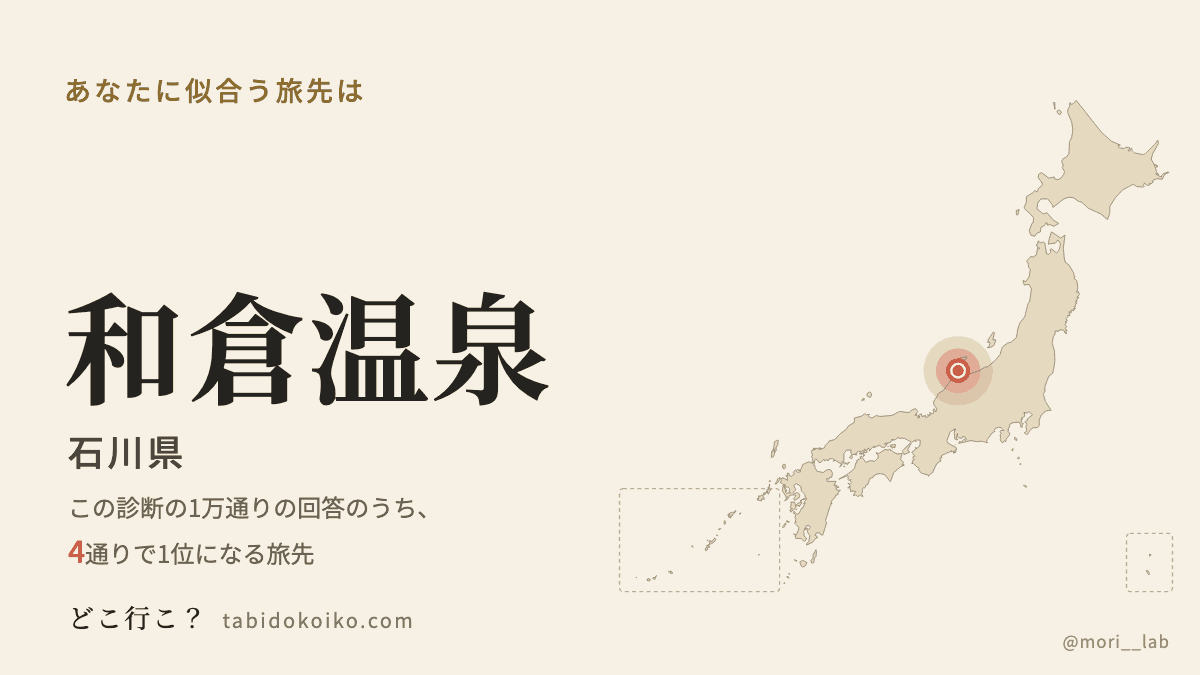 あなたに似合う旅先は
和倉温泉
石川県
この診断の1万通りの回答のうち、
4通りで1位になる旅先
どこ行こ？ tabidokoiko.com
@mori__lab